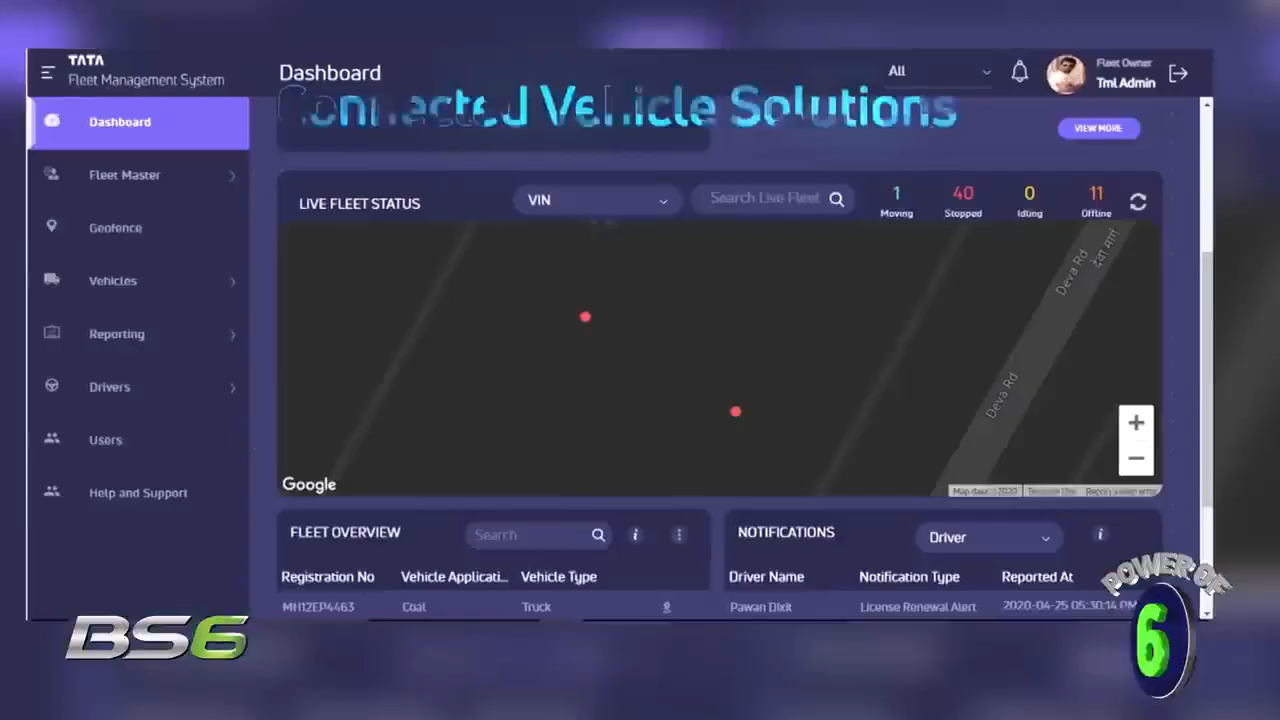 TATA
Fleet Management System
Dashboard
All
Fleet Owner
Tml Admin
Connected Vehicle Solutions
VIEW MORE
Dashboard
Fleet Master
Geofence
Vehicles
Reporting
Drivers
Users
Help and Support
LIVE FLEET STATUS
VIN
Search Live Fleet
1
Moving
40
Stopped
0
Idling
11
Offline
Deva Rd
Deva Rd
Google
+
−
FLEET OVERVIEW
Search
NOTIFICATIONS
Driver
Registration No Vehicle Applicati... Vehicle Type
MH12EP4463 Coal Truck
Driver Name Notification Type Reported At
Pawan Dixit License Renewal Alert 2020-04-25 05:30:14 PM
BS6
POWER OF
6